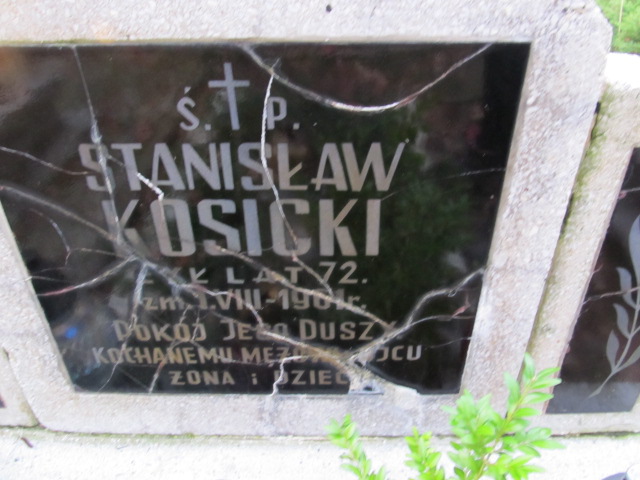 Ś. P.
STANISŁAW
KOSICKI
ŻYŁ LAT 72.
zm. 1.VIII-1961r.
POKÓJ JEGO DUSZY
KOCHANEMU MĘŻOWI I OJCU
ŻONA i DZIECI